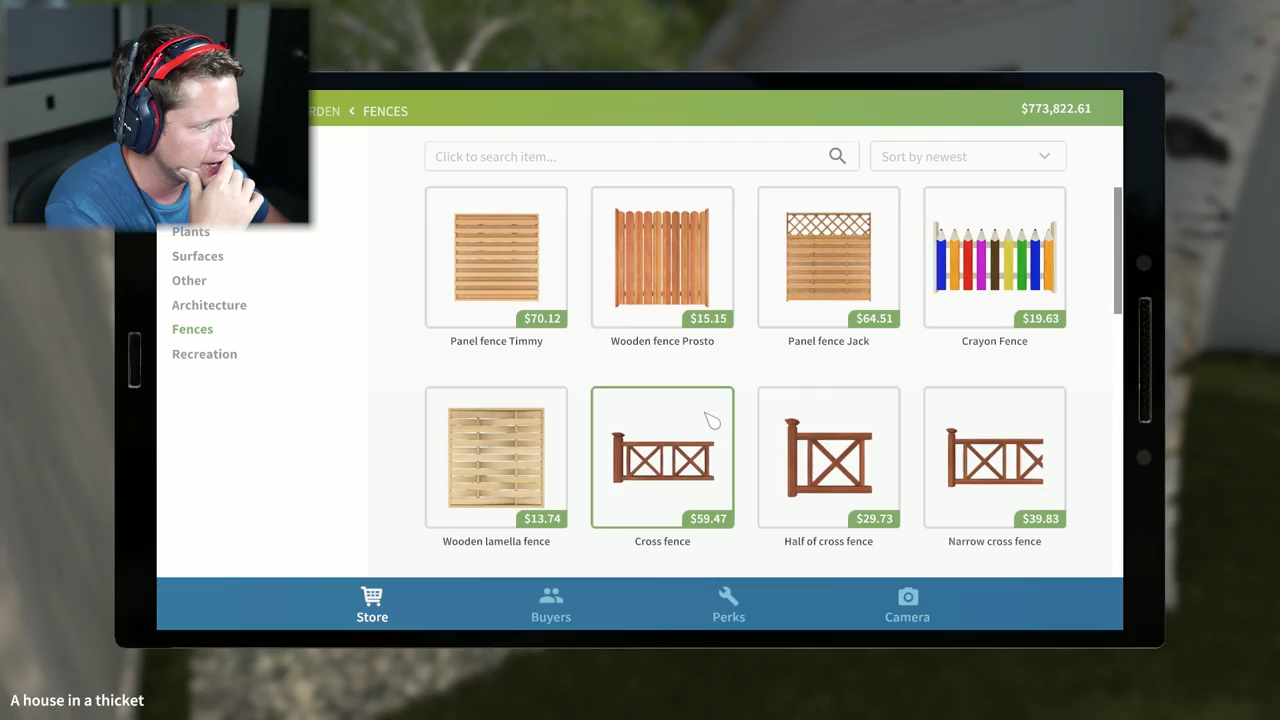 RDEN < FENCES
$773,822.61
Click to search item...
Sort by newest
Plants
Surfaces
Other
Architecture
Fences
Recreation
$70.12
$15.15
$64.51
$19.63
Panel fence Timmy
Wooden fence Prosto
Panel fence Jack
Crayon Fence
$13.74
$59.47
$29.73
$39.83
Wooden lamella fence
Cross fence
Half of cross fence
Narrow cross fence
Store
Buyers
Perks
Camera
A house in a thicket